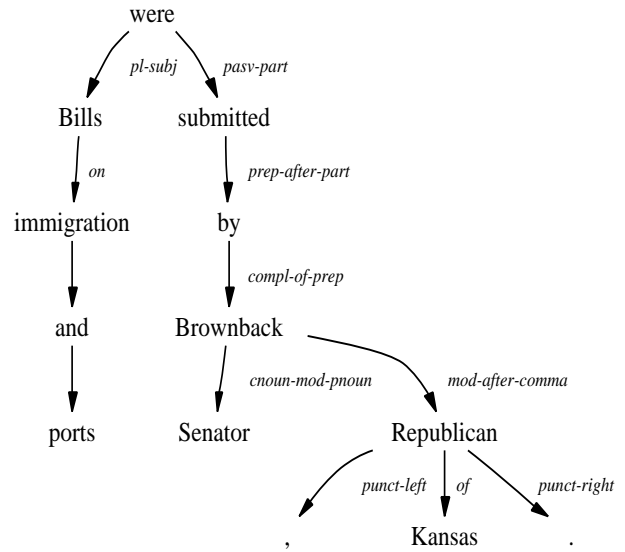 were
pl-subj pasv-part
Bills submitted
on prep-after-part
immigration by
compl-of-prep
and Brownback
cnoun-mod-pnoun mod-after-comma
ports Senator Republican
punct-left of punct-right
, Kansas .